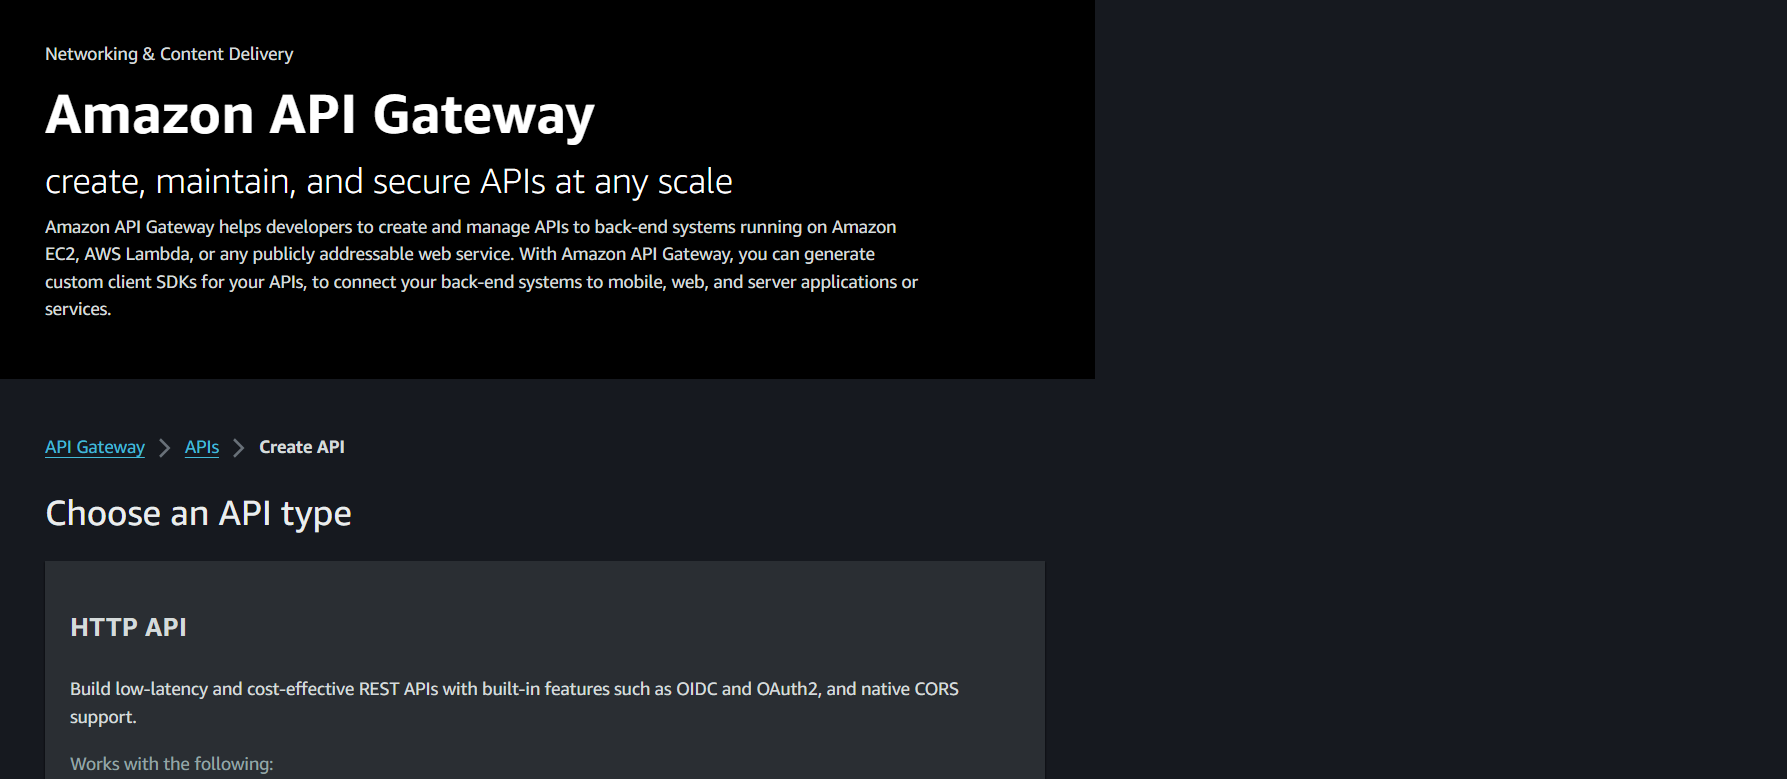 Networking & Content Delivery
Amazon API Gateway
create, maintain, and secure APIs at any scale
Amazon API Gateway helps developers to create and manage APIs to back-end systems running on Amazon
EC2, AWS Lambda, or any publicly addressable web service. With Amazon API Gateway, you can generate
custom client SDKs for your APIs, to connect your back-end systems to mobile, web, and server applications or
services.
API Gateway > APIs > Create API
Choose an API type
HTTP API
Build low-latency and cost-effective REST APIs with built-in features such as OIDC and OAuth2, and native CORS
support.
Works with the following: